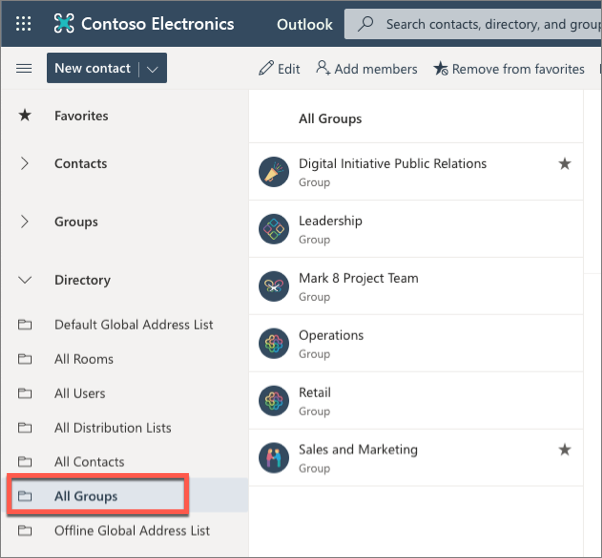 Contoso Electronics
Outlook
Search contacts, directory, and group
New contact
Edit
Add members
Remove from favorites
Favorites
Contacts
Groups
Directory
Default Global Address List
All Rooms
All Users
All Distribution Lists
All Contacts
All Groups
Offline Global Address List
All Groups
Digital Initiative Public Relations
Group
Leadership
Group
Mark 8 Project Team
Group
Operations
Group
Retail
Group
Sales and Marketing
Group